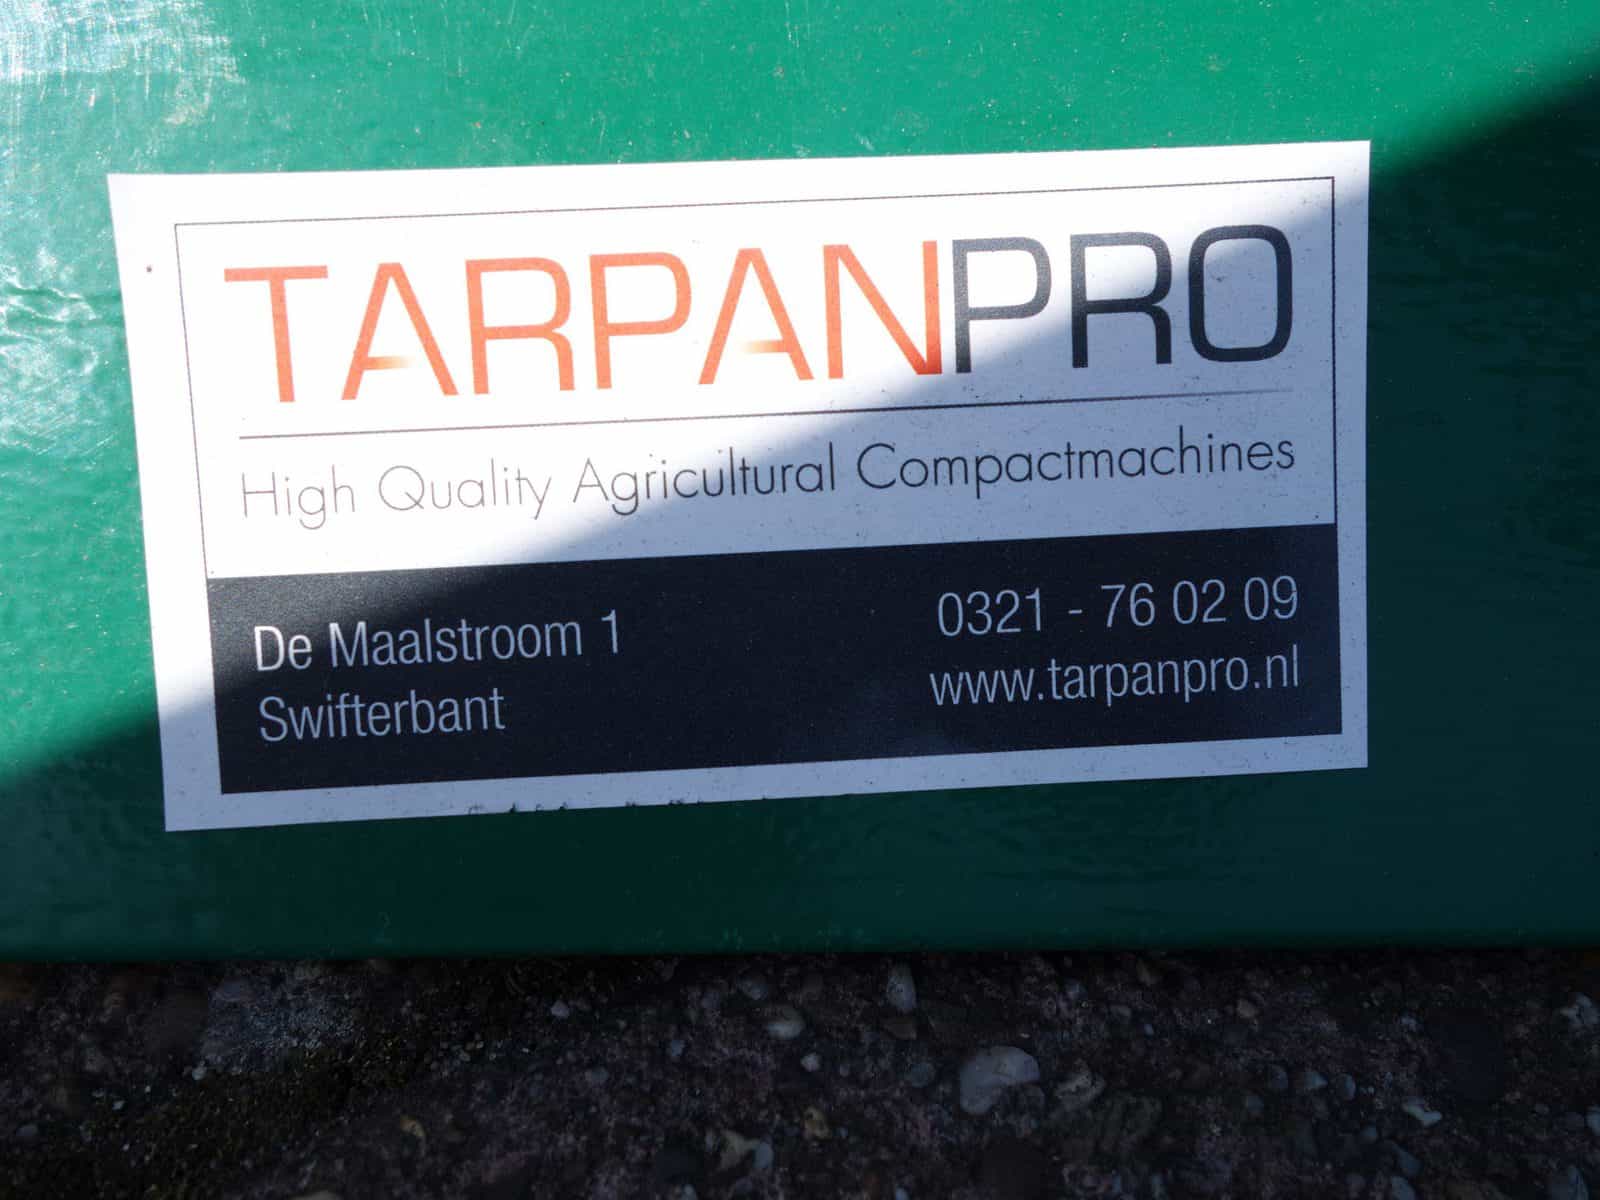 TARPANPRO
High Quality Agricultural Compactmachines
De Maalstroom 1
Swifterbant
0321 - 76 02 09
www.tarpanpro.nl